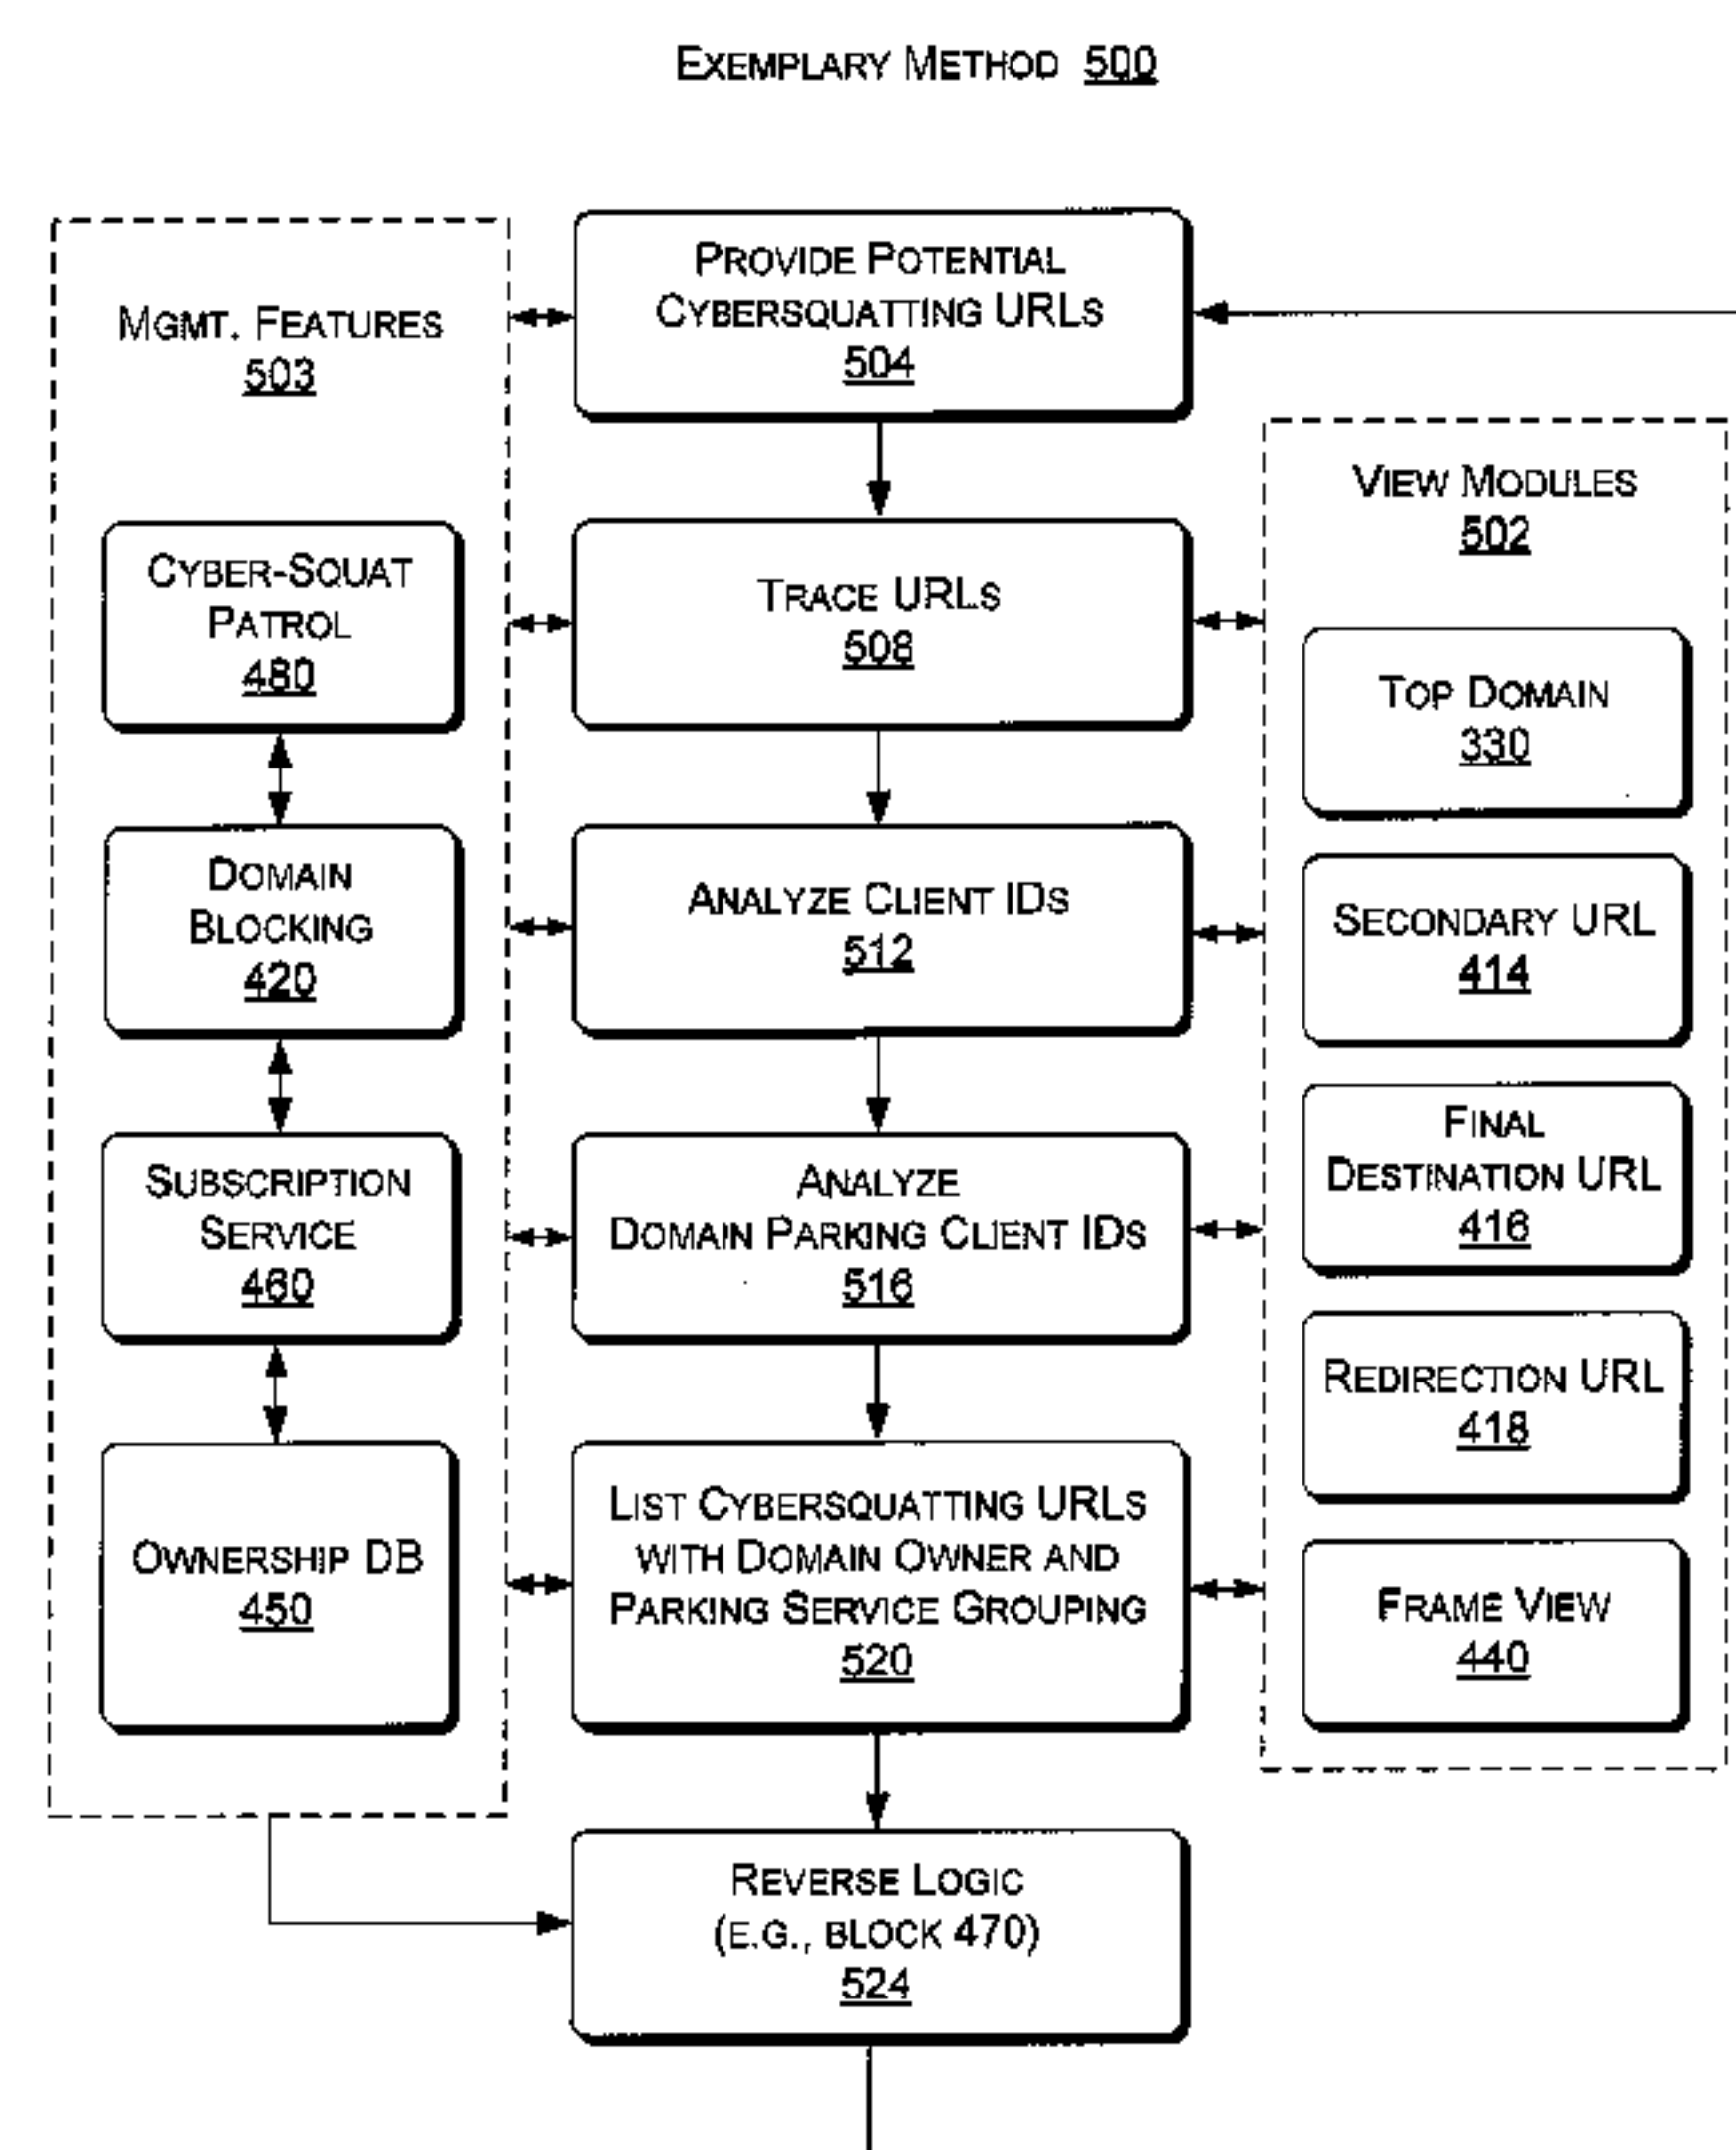 EXEMPLARY METHOD 500
MGMT. FEATURES
503
CYBER-SQUAT
PATROL
480
DOMAIN
BLOCKING
420
SUBSCRIPTION
SERVICE
460
OWNERSHIP DB
450
PROVIDE POTENTIAL
CYBERSQUATTING URLS
504
TRACE URLS
508
ANALYZE CLIENT IDS
512
ANALYZE
DOMAIN PARKING CLIENT IDS
516
LIST CYBERSQUATTING URLS
WITH DOMAIN OWNER AND
PARKING SERVICE GROUPING
520
REVERSE LOGIC
(E.G., BLOCK 470)
524
VIEW MODULES
502
TOP DOMAIN
330
SECONDARY URL
414
FINAL
DESTINATION URL
416
REDIRECTION URL
418
FRAME VIEW
440